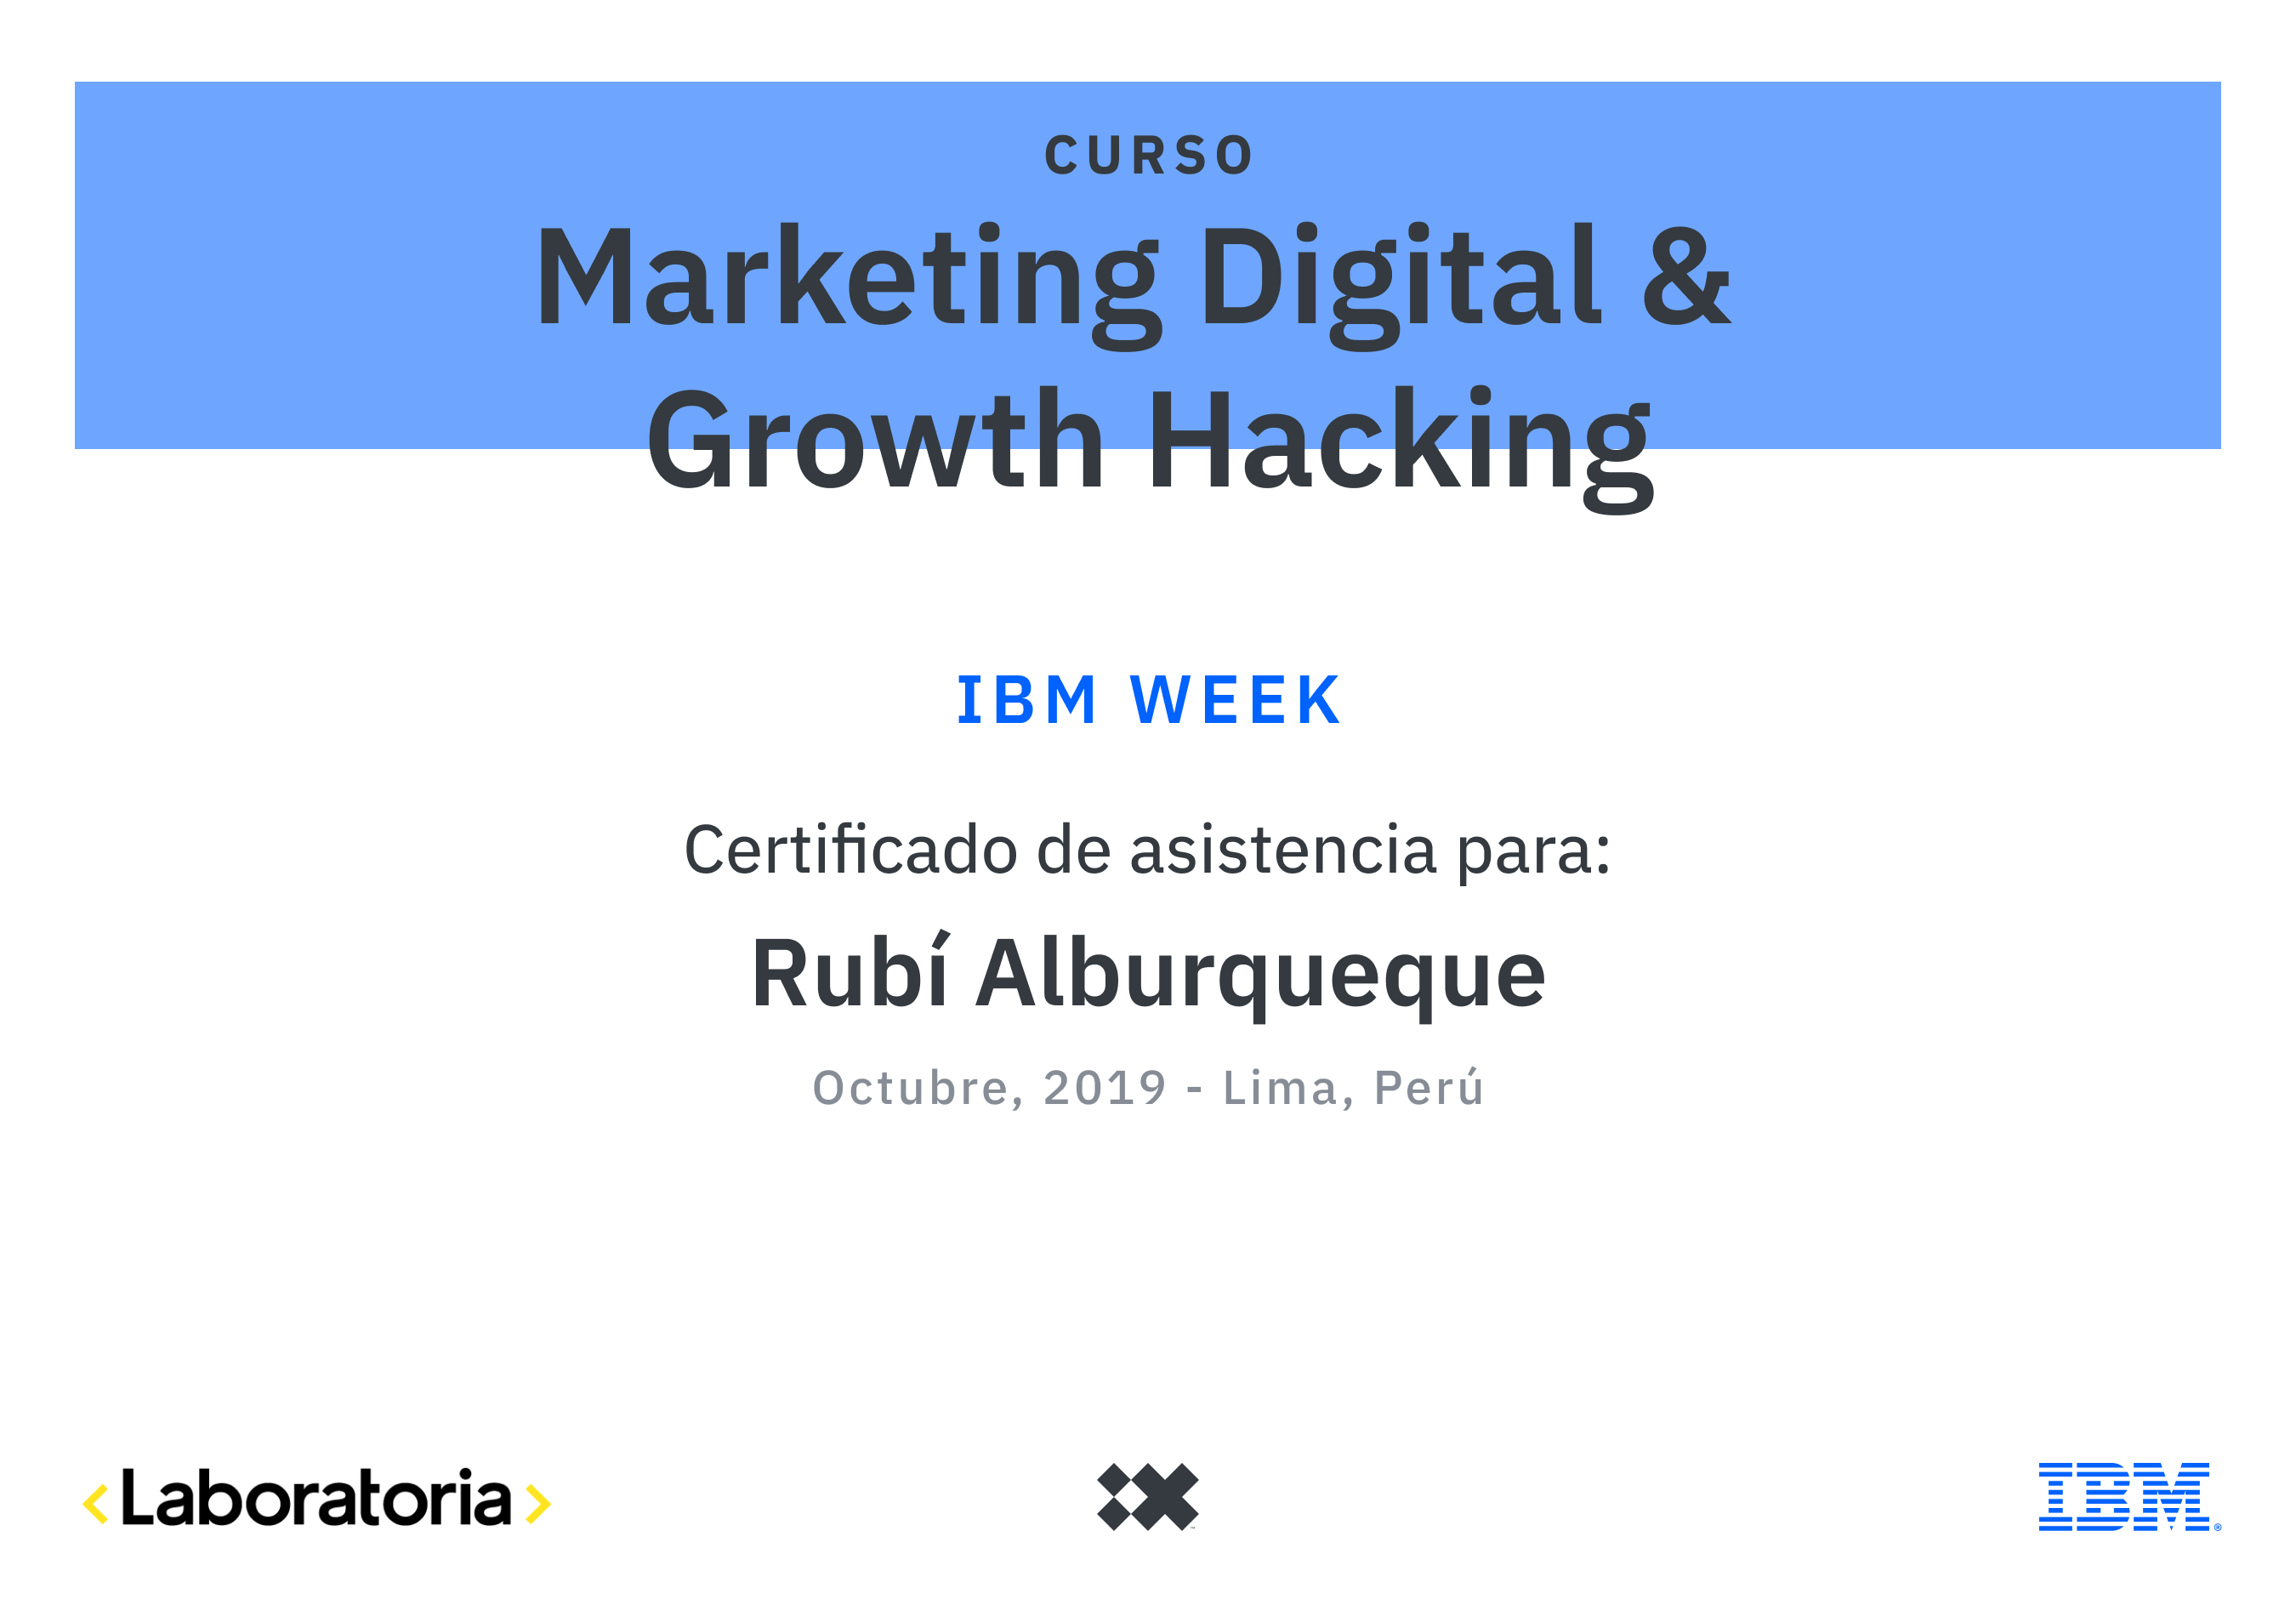 CURSO
Marketing Digital &
Growth Hacking
IBM WEEK
Certificado de asistencia para:
Rubí Alburqueque
Octubre, 2019 - Lima, Perú
<Laboratoria>
IBM®